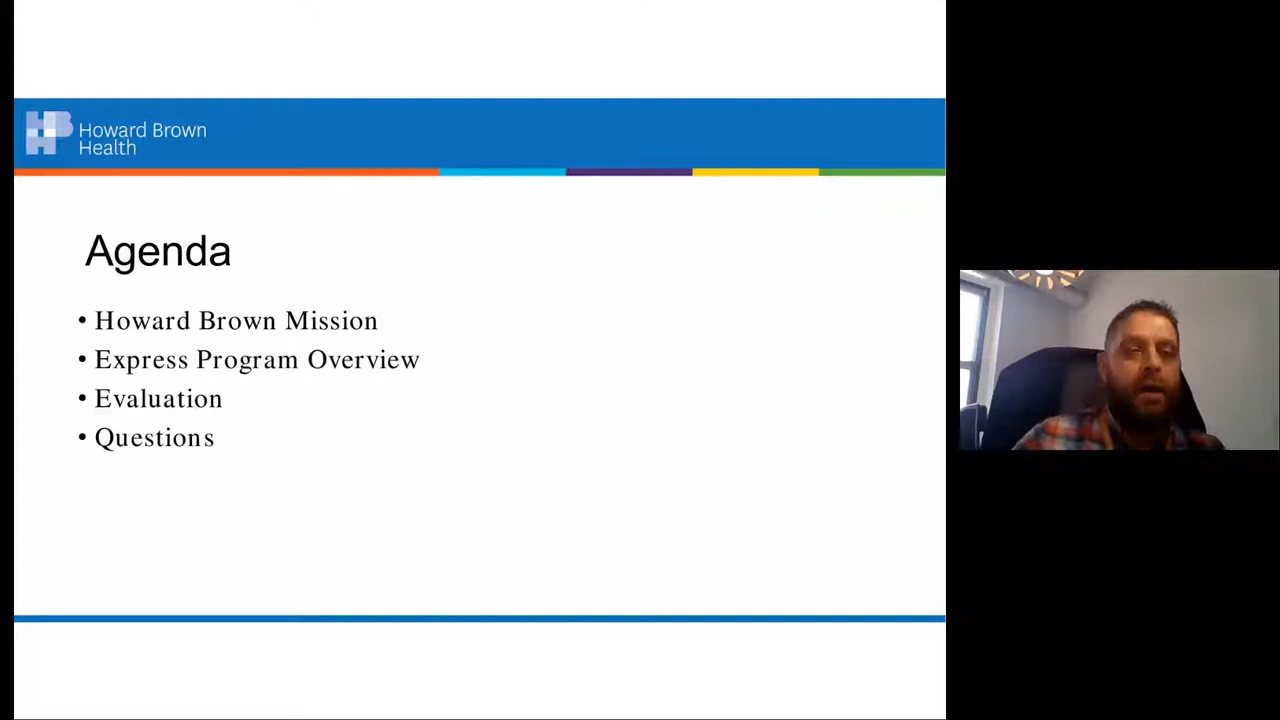 Howard Brown
Health
Agenda
• Howard Brown Mission
• Express Program Overview
• Evaluation
• Questions